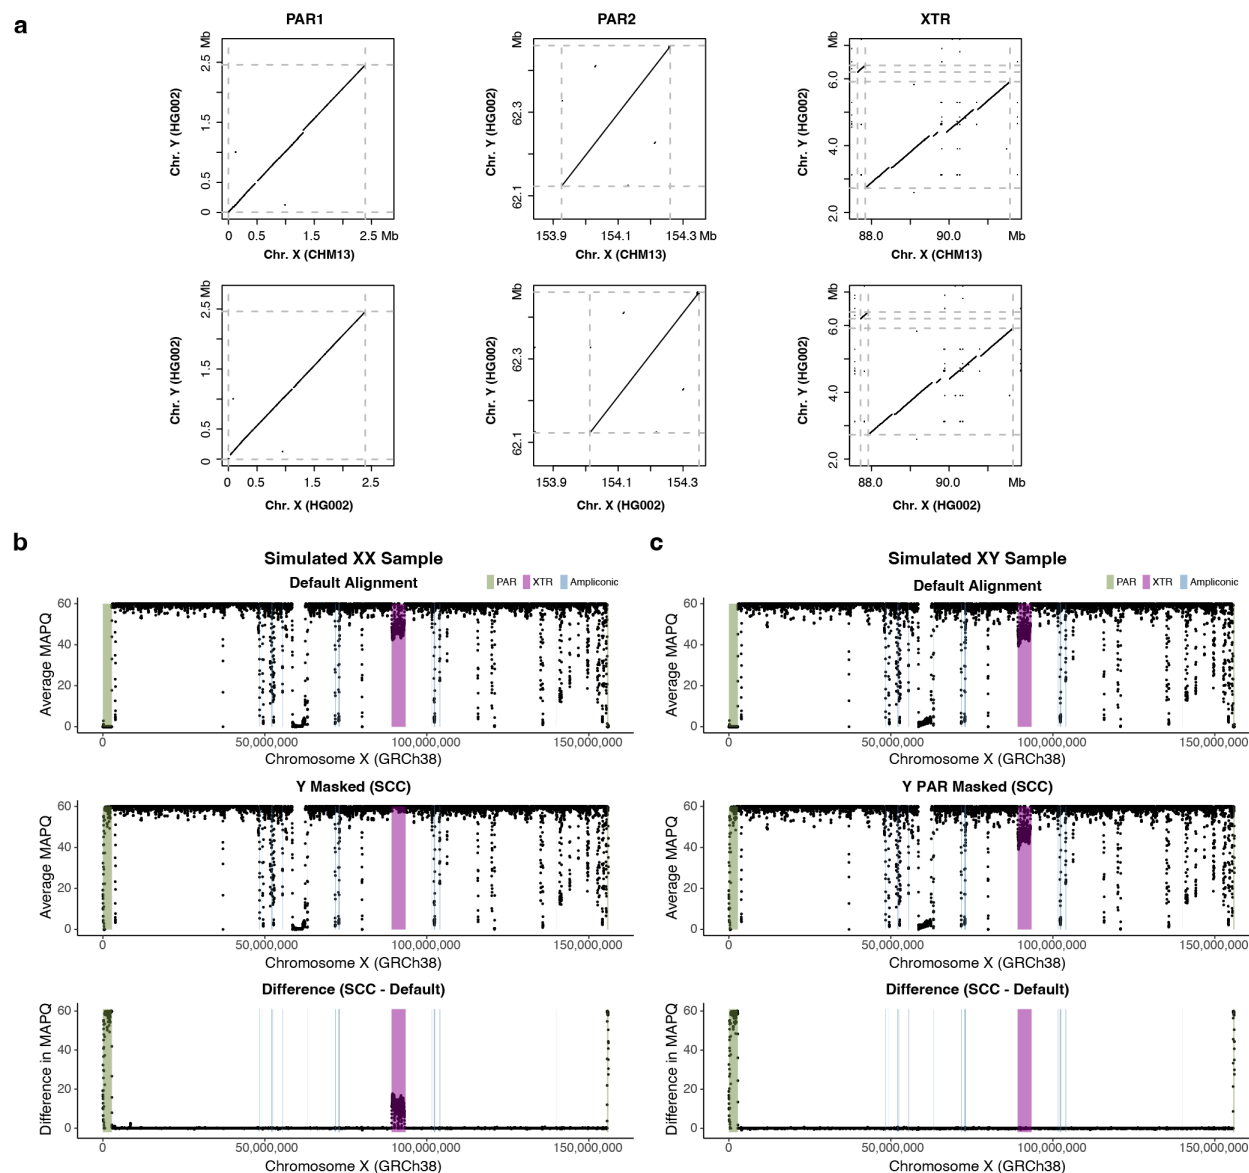 a
PAR1
PAR2
XTR
Mb
2.5
1.5
0.5
0
Chr. Y (HG002)
0 0.5 1.5 2.5 Mb
Chr. X (CHM13)
Mb
62.3
62.1
Chr. Y (HG002)
153.9 154.1 154.3 Mb
Chr. X (CHM13)
Mb
6.0
4.0
2.0
Chr. Y (HG002)
88.0 90.0 Mb
Chr. X (CHM13)
Mb
2.5
1.5
0.5
0
Chr. Y (HG002)
0 0.5 1.5 2.5
Chr. X (HG002)
Mb
62.3
62.1
Chr. Y (HG002)
153.9 154.1 154.3
Chr. X (HG002)
Mb
6.0
4.0
2.0
Chr. Y (HG002)
88.0 90.0 Mb
Chr. X (HG002)
b
Simulated XX Sample
Default Alignment
PAR XTR Ampliconic
60
40
20
0
Average MAPQ
0 50,000,000 100,000,000 150,000,000
Chromosome X (GRCh38)
Y Masked (SCC)
60
40
20
0
Average MAPQ
0 50,000,000 100,000,000 150,000,000
Chromosome X (GRCh38)
Difference (SCC - Default)
60
40
20
0
Difference in MAPQ
0 50,000,000 100,000,000 150,000,000
Chromosome X (GRCh38)
c
Simulated XY Sample
Default Alignment
PAR XTR Ampliconic
60
40
20
0
Average MAPQ
0 50,000,000 100,000,000 150,000,000
Chromosome X (GRCh38)
Y PAR Masked (SCC)
60
40
20
0
Average MAPQ
0 50,000,000 100,000,000 150,000,000
Chromosome X (GRCh38)
Difference (SCC - Default)
60
40
20
0
Difference in MAPQ
0 50,000,000 100,000,000 150,000,000
Chromosome X (GRCh38)